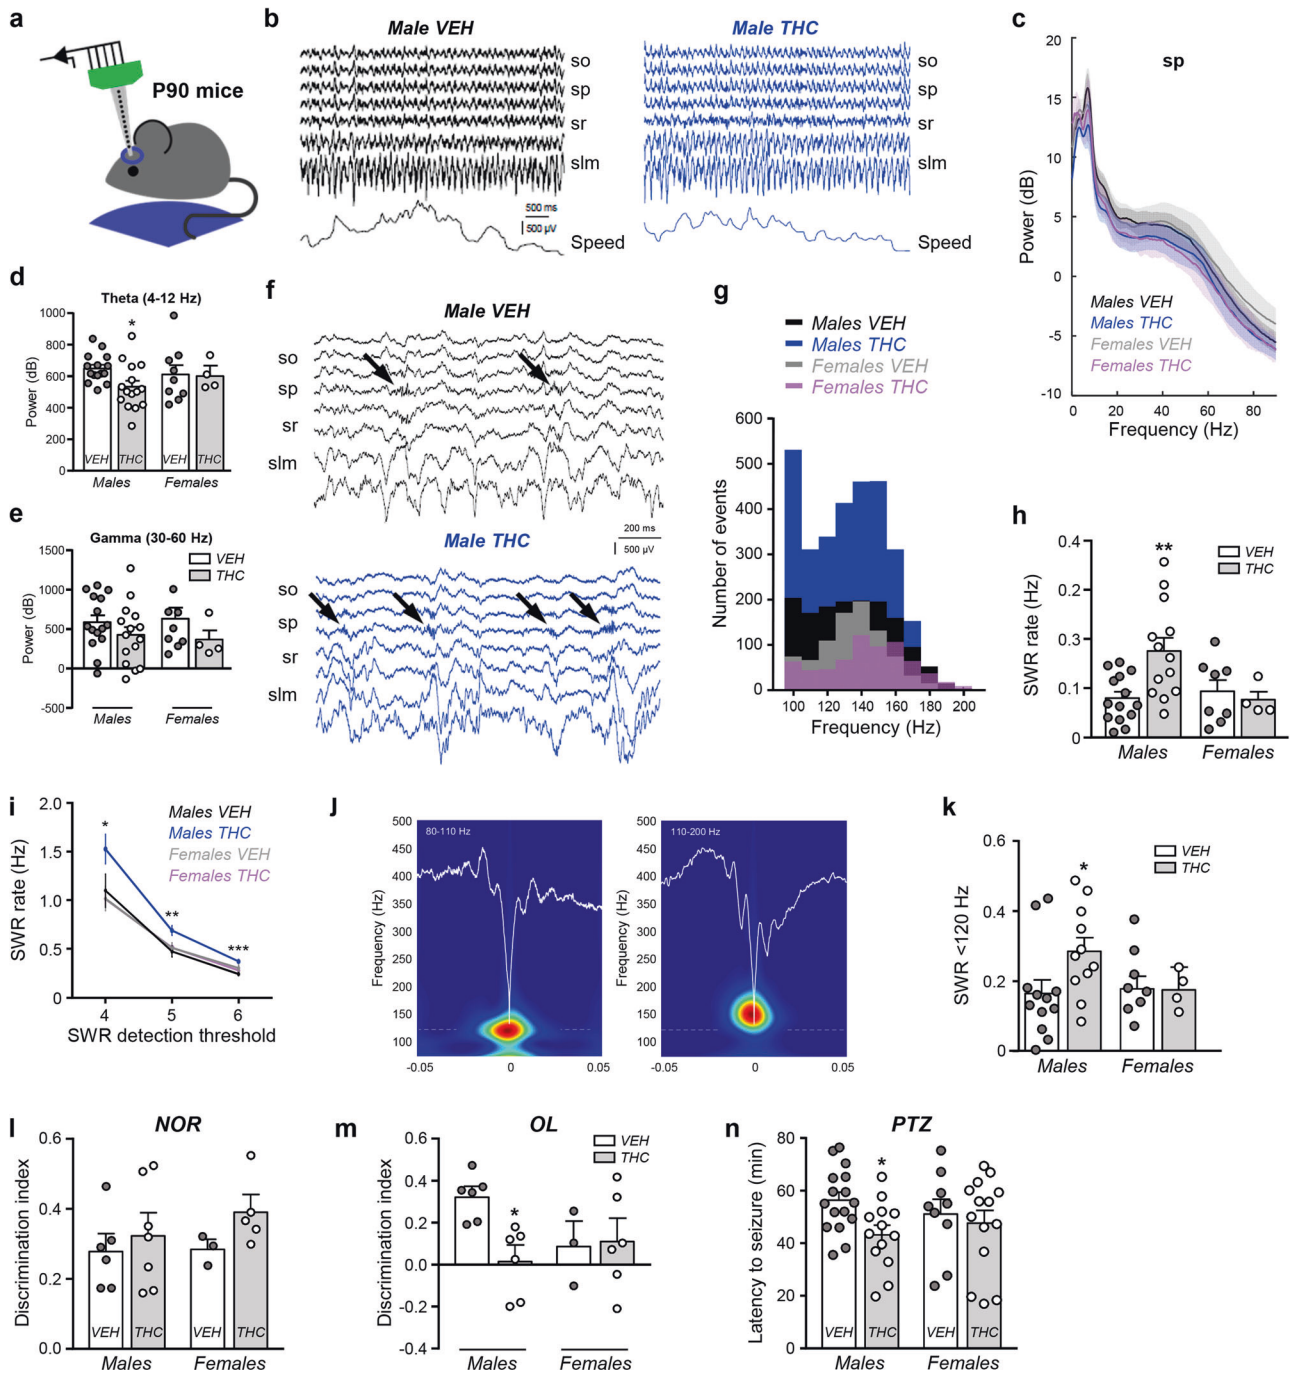 a
P90 mice
b
Male VEH
so
sp
sr
slm
500 ms
500 µV
Speed
Male THC
so
sp
sr
slm
Speed
c
sp
20
15
10
5
0
-5
-10
Power (dB)
Males VEH
Males THC
Females VEH
Females THC
0 20 40 60 80
Frequency (Hz)
d
Theta (4-12 Hz)
1000
800
600
400
200
0
Power (dB)
*
VEH THC VEH THC
Males Females
e
Gamma (30-60 Hz)
VEH
THC
1500
1000
500
0
-500
Power (dB)
Males Females
f
Male VEH
so
sp
sr
slm
200 ms
500 µV
Male THC
so
sp
sr
slm
g
Males VEH
Males THC
Females VEH
Females THC
600
500
400
300
200
100
0
Number of events
100 120 140 160 180 200
Frequency (Hz)
h
0.4
0.2
0.3
0.1
0
SWR rate (Hz)
**
VEH
THC
Males Females
i
2.0
1.5
1.0
0.5
0
SWR rate (Hz)
Males VEH
Males THC
Females VEH
Females THC
*
**
***
4 5 6
SWR detection threshold
J
500
450
400
350
300
250
200
150
100
Frequency (Hz)
80-110 Hz
-0.05 0 0.05
500
450
400
350
300
250
200
150
100
Frequency (Hz)
110-200 Hz
-0.05 0 0.05
k
0.6
0.4
0.2
0
SWR <120 Hz
*
VEH
THC
Males Females
l
NOR
0.6
0.4
0.2
0.0
Discrimination index
VEH THC VEH THC
Males Females
m
OL
VEH
THC
0.6
0.4
0.2
0.0
-0.2
-0.4
Discrimination index
*
Males Females
n
PTZ
80
60
40
20
0
Latency to seizure (min)
*
VEH THC VEH THC
Males Females